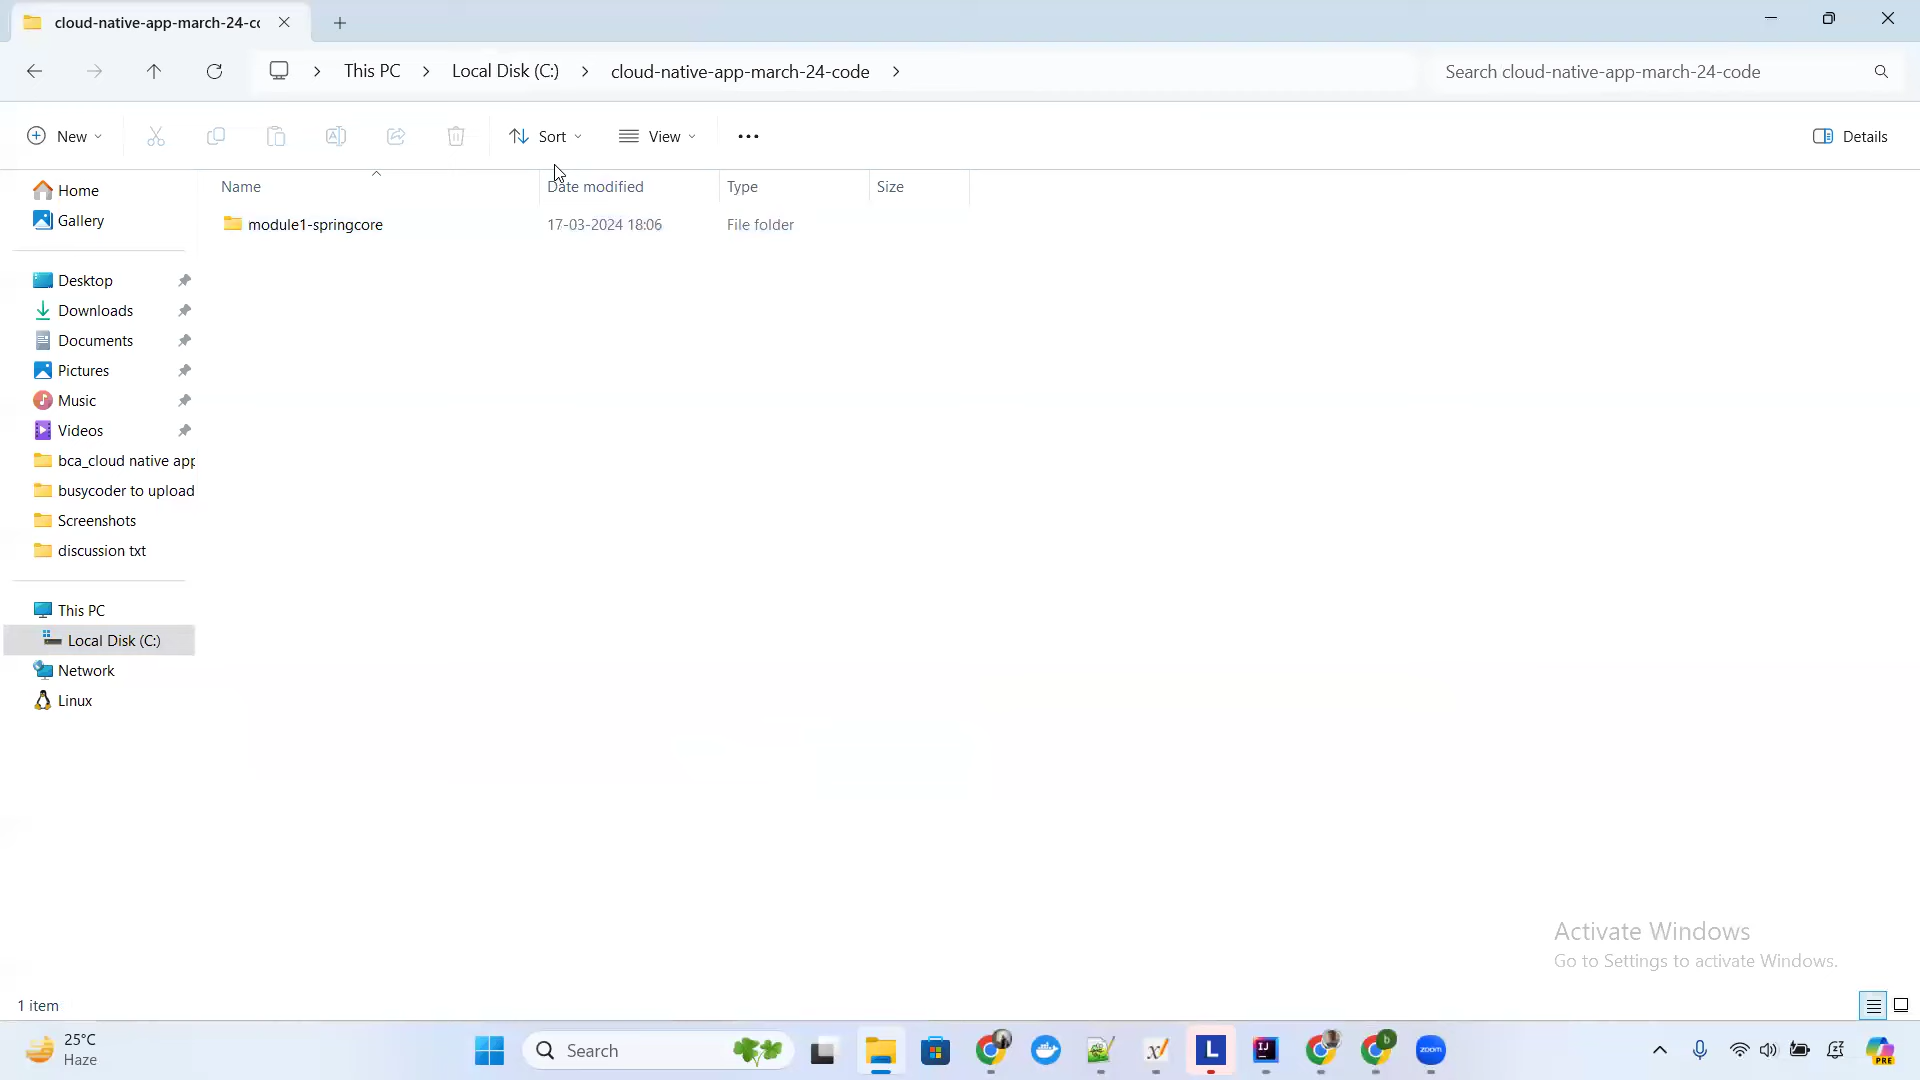 cloud-native-app-march-24-co
This PC
Local Disk (C:)
cloud-native-app-march-24-code
Search cloud-native-app-march-24-code
New
Sort
View
Details
Name
Date modified
Type
Size
module1-springcore
17-03-2024 18:06
File folder
Home
Gallery
Desktop
Downloads
Documents
Pictures
Music
Videos
bca_cloud native app
busycoder to upload
Screenshots
discussion txt
This PC
Local Disk (C:)
Network
Linux
Activate Windows
Go to Settings to activate Windows.
1 item
25°C
Haze
Search
L
IJ
b
zoom
PRE